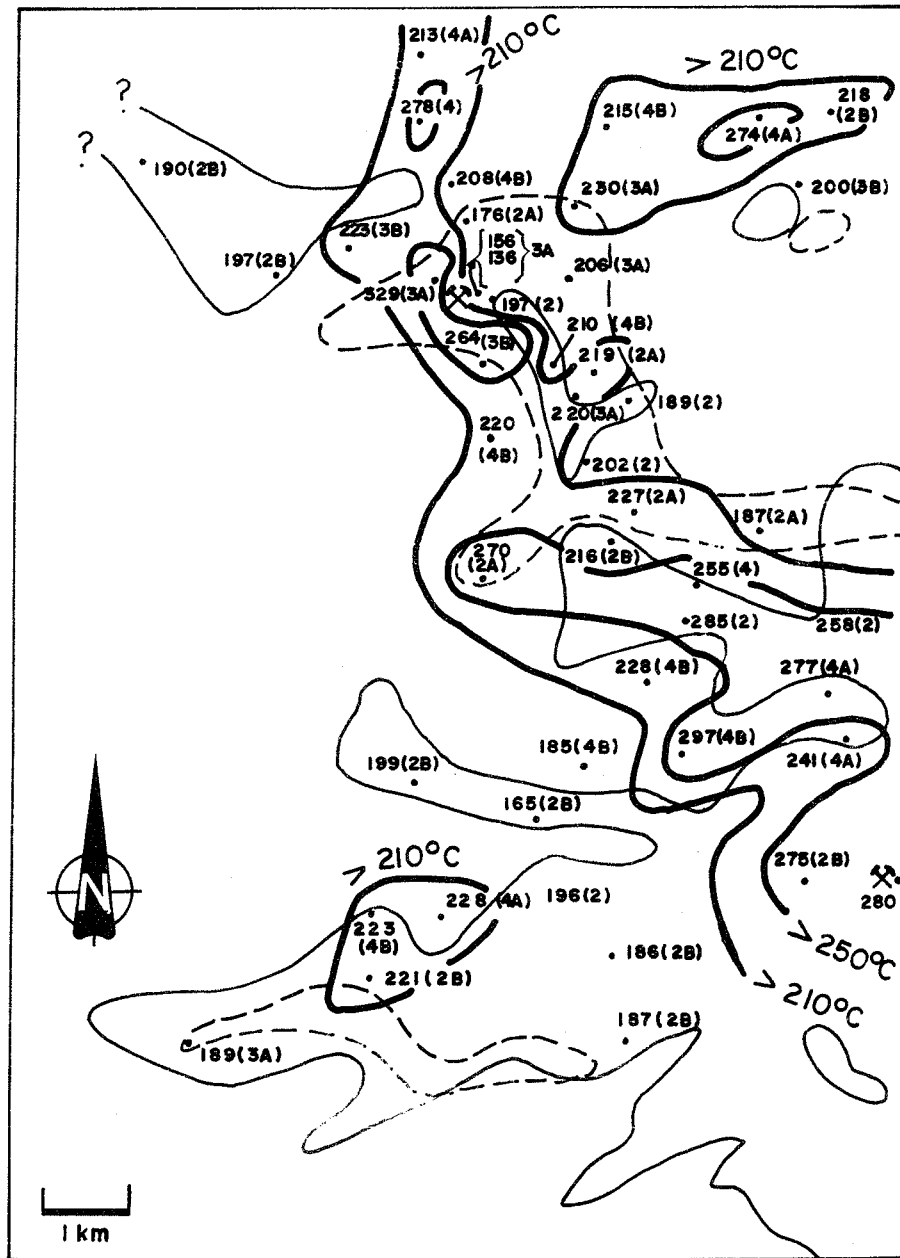 213(4A)
>210°C
>210°C
?
278(4)
215(4B)
218
(2B)
274(4A)
?
190(2B)
208(4B)
230(3A)
200(3B)
176(2A)
223(3B)
156
136
3A
197(2B)
206(3A)
329(3A)
197(2)
210 (4B)
264(3B)
219 (2A)
220(3A)
189(2)
220
(4B)
202(2)
227(2A)
187(2A)
270
(2A)
216(2B)
255(4)
285(2)
258(2)
228(4B)
277(4A)
185(4B)
297(4B)
241(4A)
199(2B)
165(2B)
>210°C
275(2B)
280
228(4A)
196(2)
223
(4B)
>250°C
186(2B)
221(2B)
>210°C
N
187(2B)
189(3A)
1 km